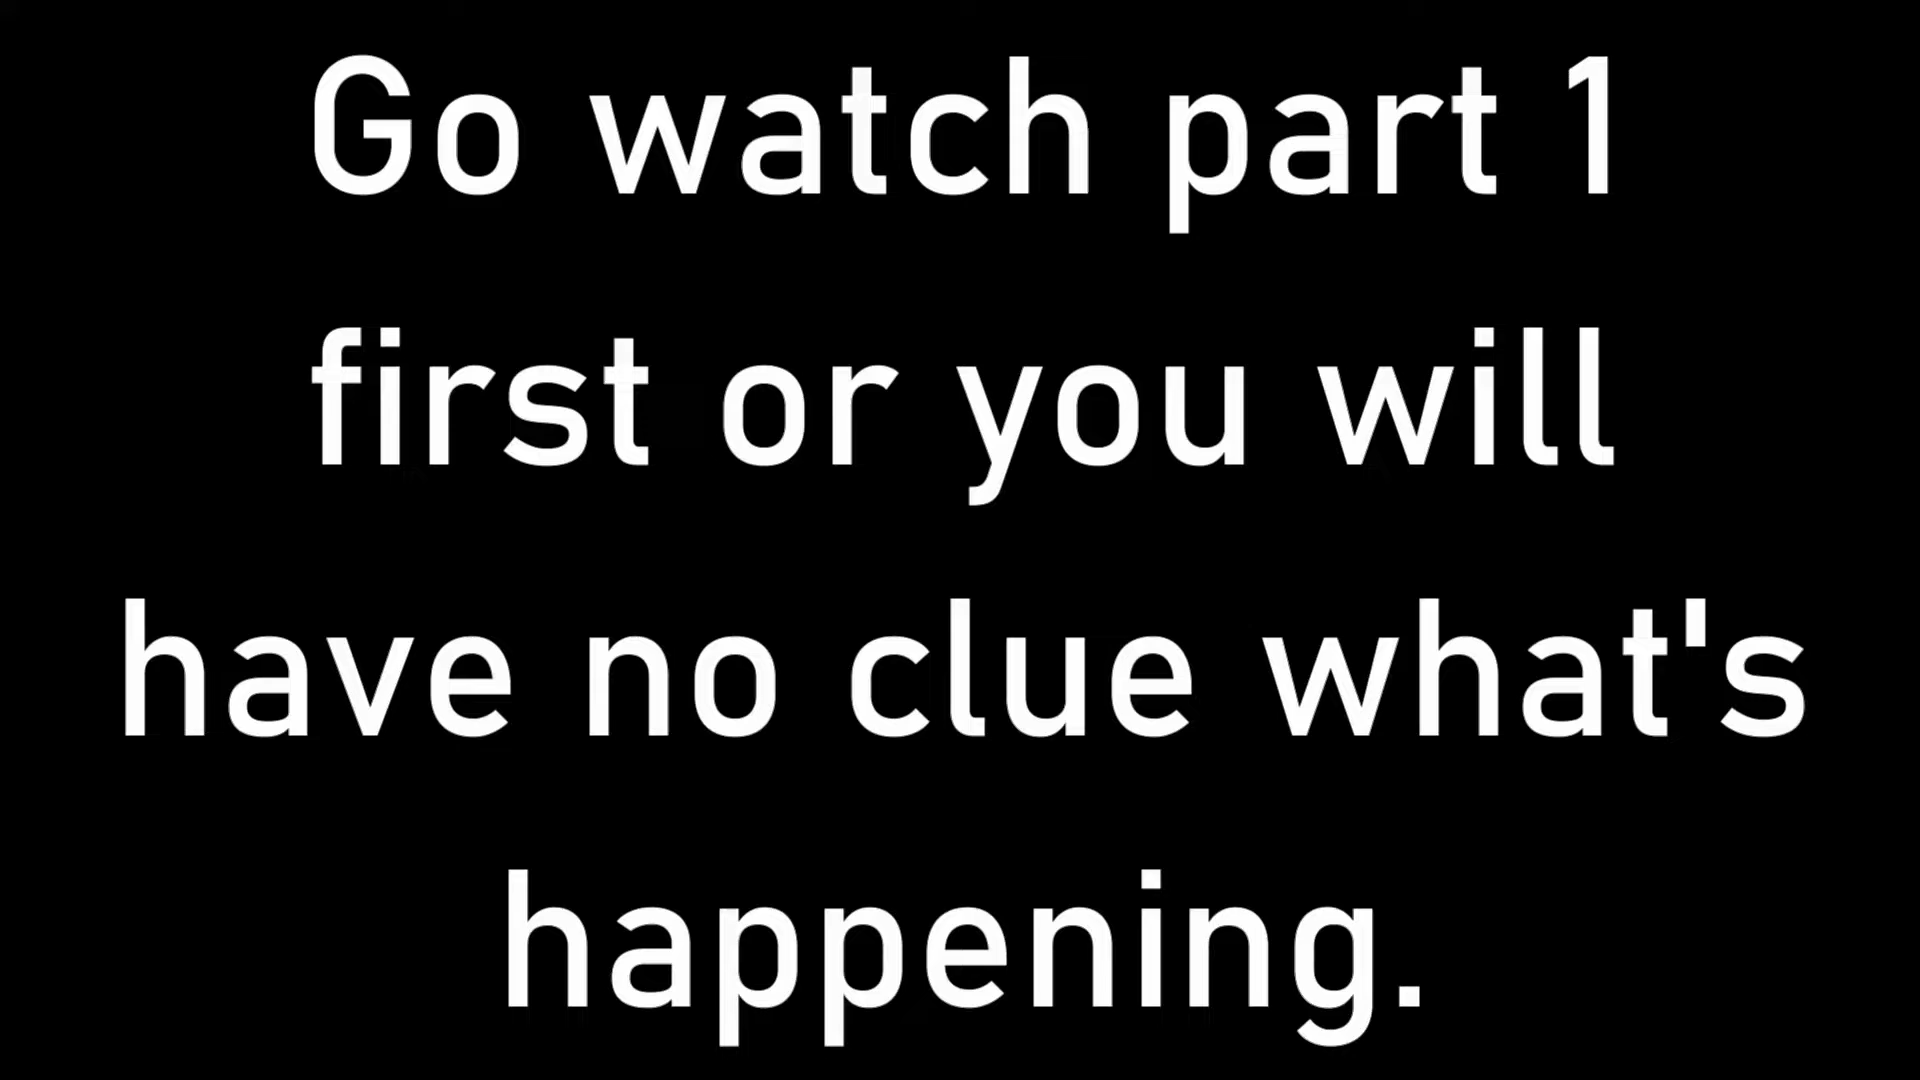 Go watch part 1
first or you will
have no clue what's
happening.